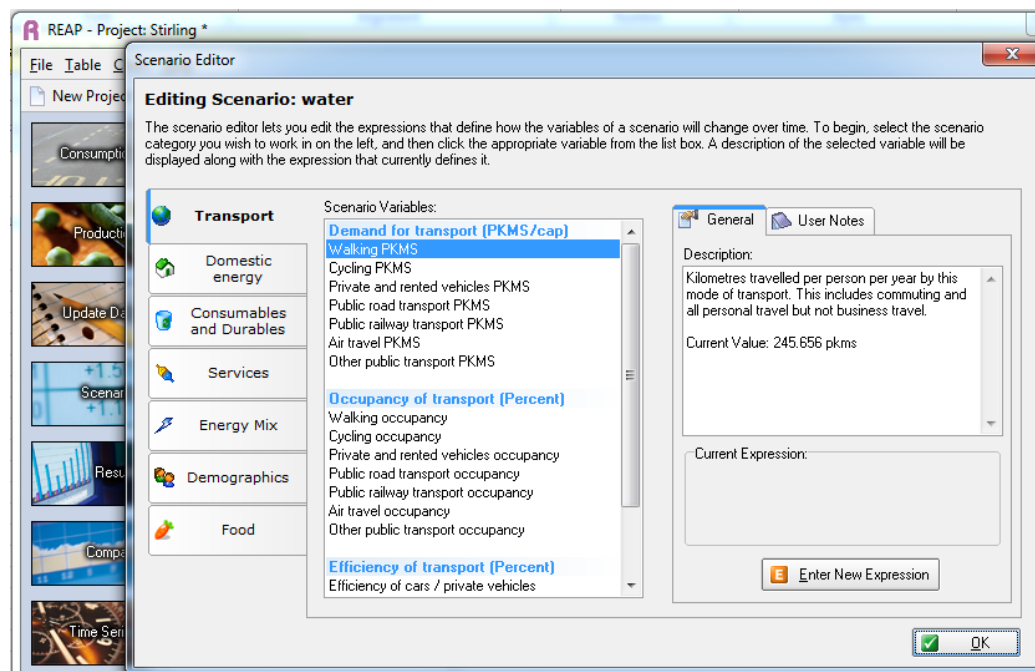 REAP - Project: Stirling *
File Table
New Projec
Consumptio
Producti
Update Da
Scenar
Resu
Compa
Time Seri
Scenario Editor
Editing Scenario: water
The scenario editor lets you edit the expressions that define how the variables of a scenario will change over time. To begin, select the scenario
category you wish to work in on the left, and then click the appropriate variable from the list box. A description of the selected variable will be
displayed along with the expression that currently defines it.
Transport
Domestic
energy
Consumables
and Durables
Services
Energy Mix
Demographics
Food
Scenario Variables:
Demand for transport (PKMS/cap)
Walking PKMS
Cycling PKMS
Private and rented vehicles PKMS
Public road transport PKMS
Public railway transport PKMS
Air travel PKMS
Other public transport PKMS
Occupancy of transport (Percent)
Walking occupancy
Cycling occupancy
Private and rented vehicles occupancy
Public road transport occupancy
Public railway transport occupancy
Air travel occupancy
Other public transport occupancy
Efficiency of transport (Percent)
Efficiency of cars / private vehicles
General User Notes
Description:
Kilometres travelled per person per year by this
mode of transport. This includes commuting and
all personal travel but not business travel.
Current Value: 245.656 pkms
Current Expression:
Enter New Expression
OK